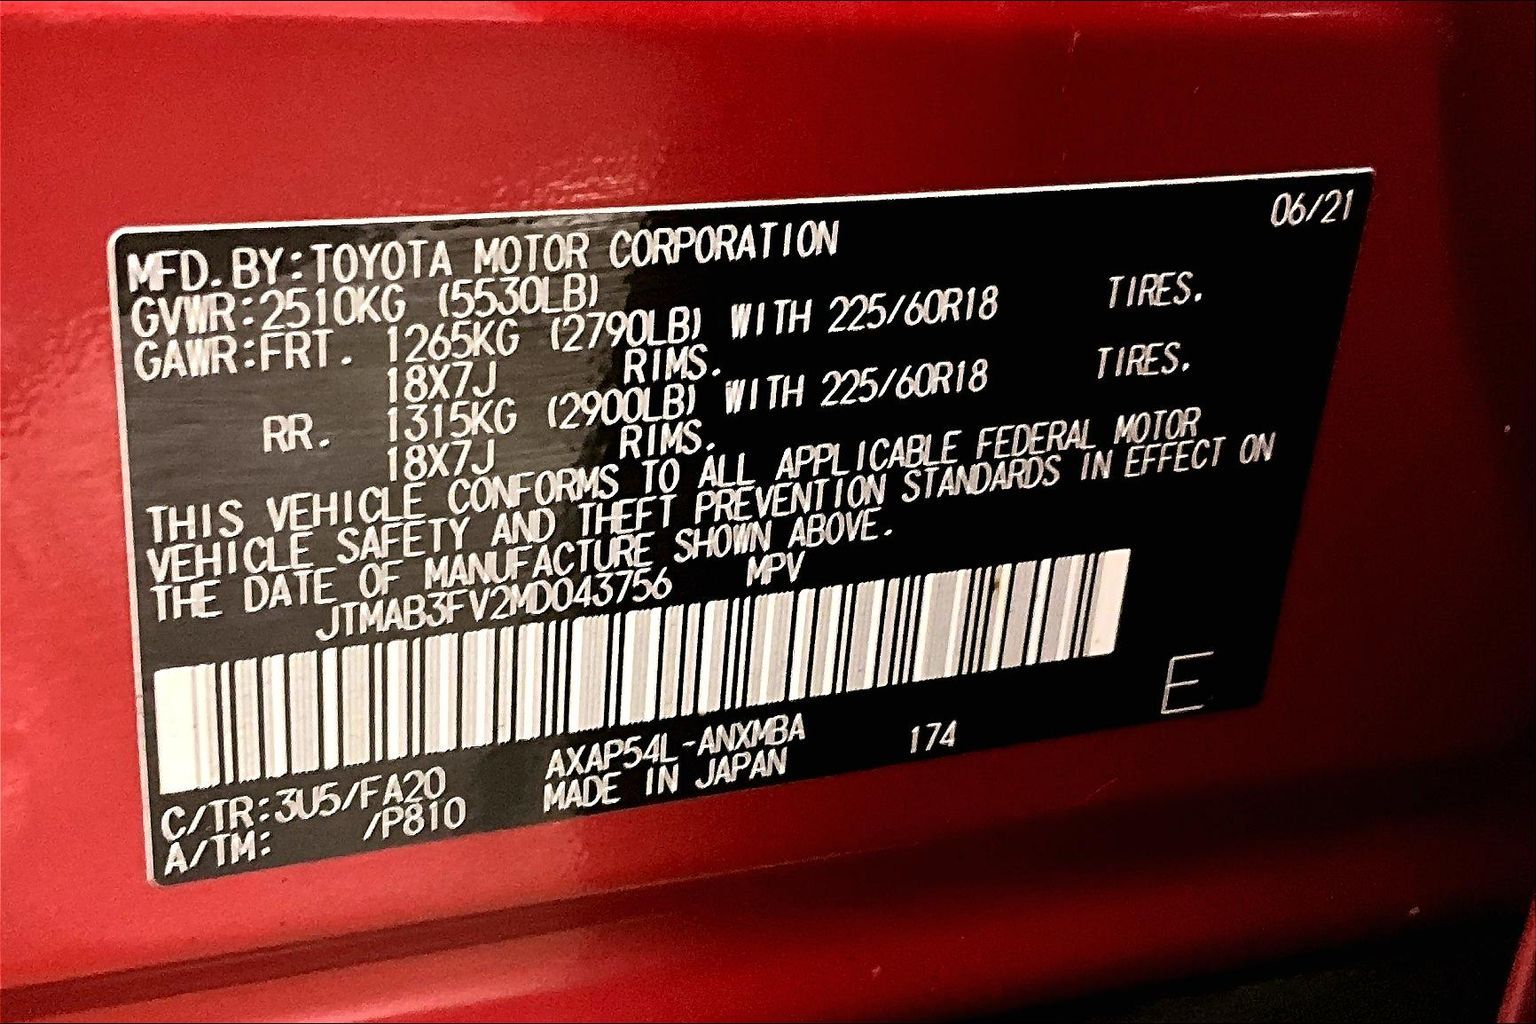 06/21
MFD.BY:TOYOTA MOTOR CORPORATION
GVWR:2510KG (5530LB)
GAWR:FRT. 1265KG (2790LB) WITH 225/60R18 TIRES.
18X7J RIMS.
RR. 1315KG (2900LB) WITH 225/60R18 TIRES.
18X7J RIMS.
THIS VEHICLE CONFORMS TO ALL APPLICABLE FEDERAL MOTOR
VEHICLE SAFETY AND THEFT PREVENTION STANDARDS IN EFFECT ON
THE DATE OF MANUFACTURE SHOWN ABOVE.
JTMAB3FV2MD043756 MPV
E
C/TR:3U5/FA20 AXAP54L-ANXMBA 174
A/TM: /P810 MADE IN JAPAN